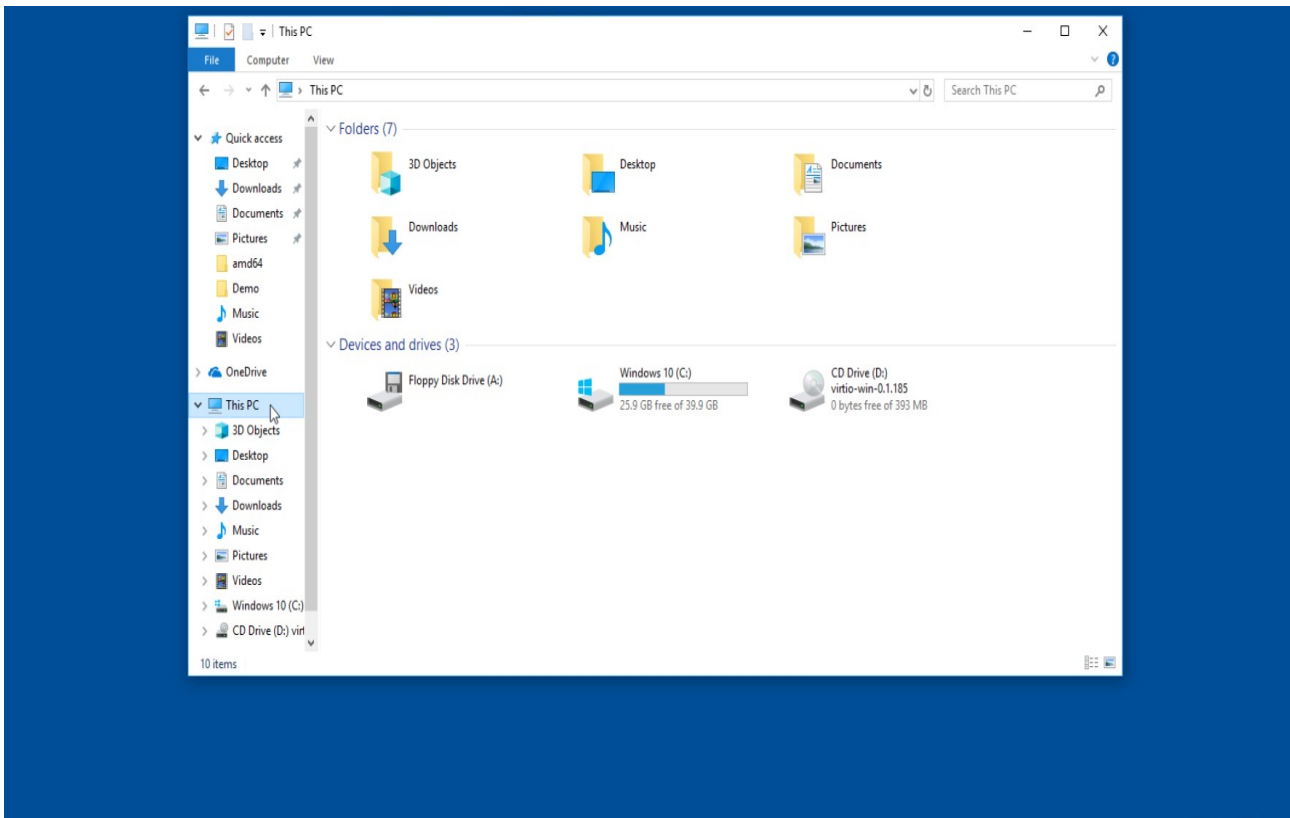 This PC
File Computer View
This PC
Search This PC
Quick access
Desktop
Downloads
Documents
Pictures
amd64
Demo
Music
Videos
OneDrive
This PC
3D Objects
Desktop
Documents
Downloads
Music
Pictures
Videos
Windows 10 (C:)
CD Drive (D:) virt
Folders (7)
3D Objects
Desktop
Documents
Downloads
Music
Pictures
Videos
Devices and drives (3)
Floppy Disk Drive (A:)
Windows 10 (C:)
25.9 GB free of 39.9 GB
CD Drive (D:)
virtio-win-0.1.185
0 bytes free of 393 MB
10 items